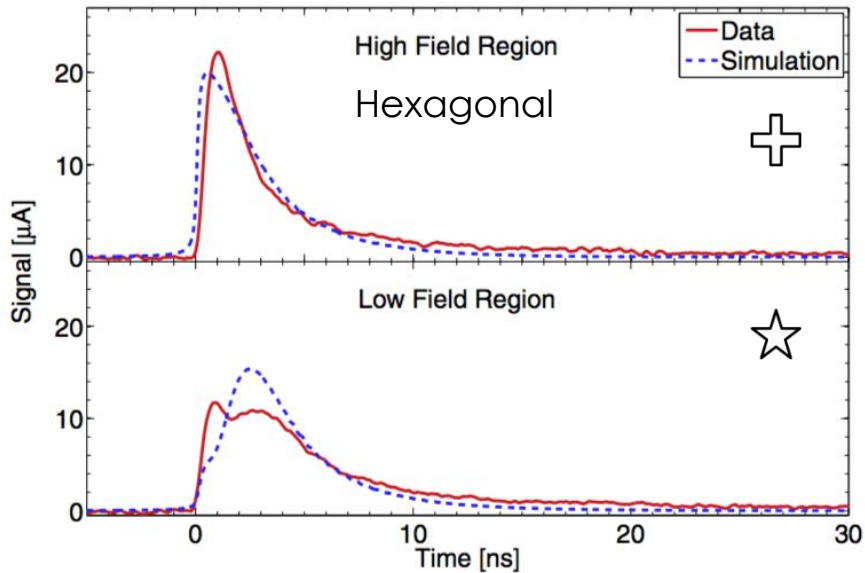 High Field Region
Hexagonal
Data
Simulation
20
10
0
Signal [μA]
Low Field Region
20
10
0
0
10
20
30
Time [ns]